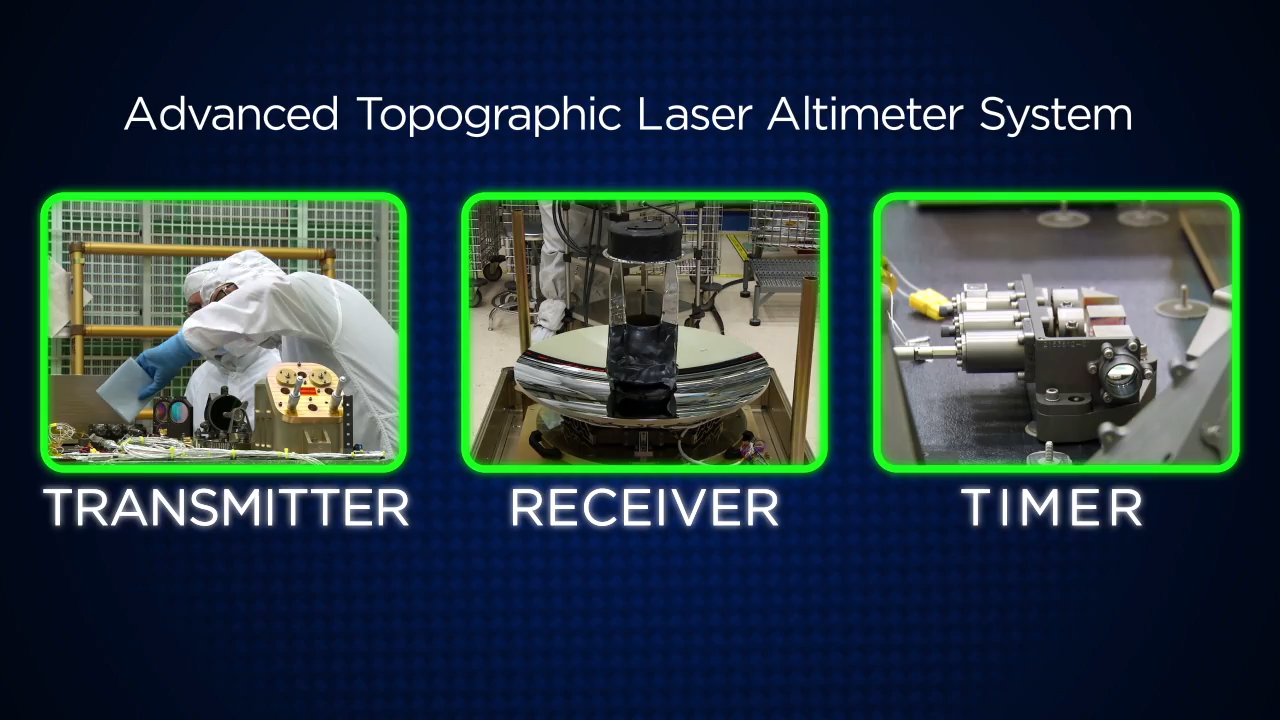 Advanced Topographic Laser Altimeter System
TRANSMITTER
RECEIVER
TIMER